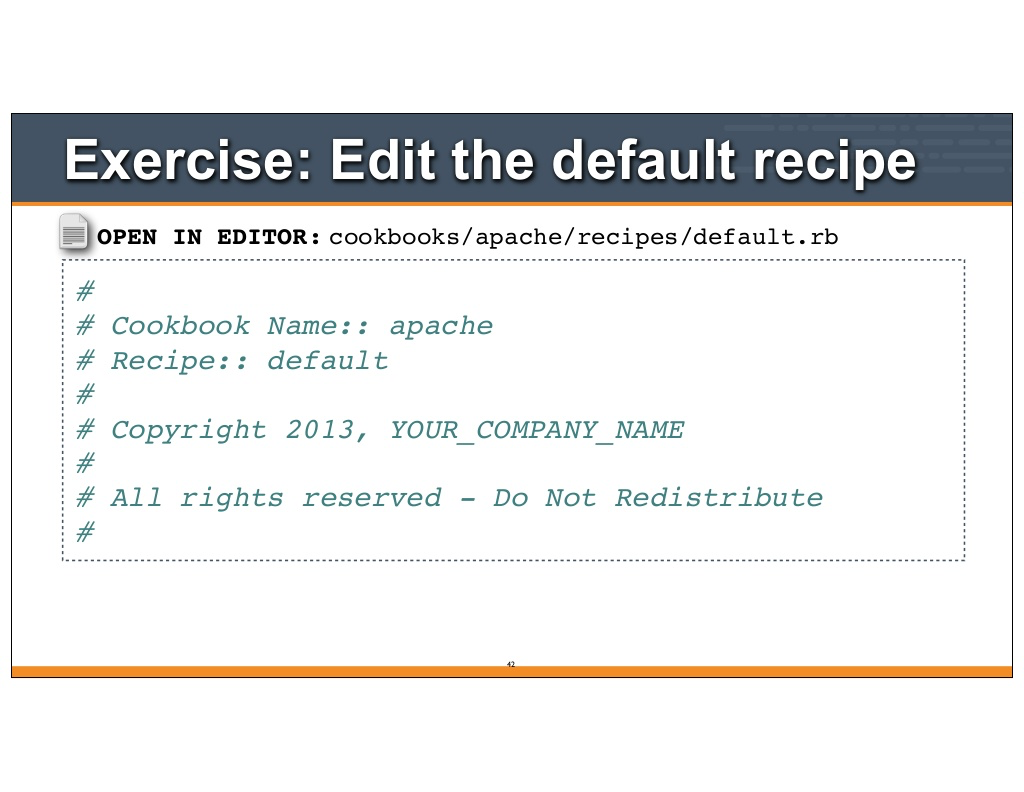 Exercise: Edit the default recipe
OPEN IN EDITOR: cookbooks/apache/recipes/default.rb
#
# Cookbook Name:: apache
# Recipe:: default
#
# Copyright 2013, YOUR_COMPANY_NAME
#
# All rights reserved - Do Not Redistribute
#
42